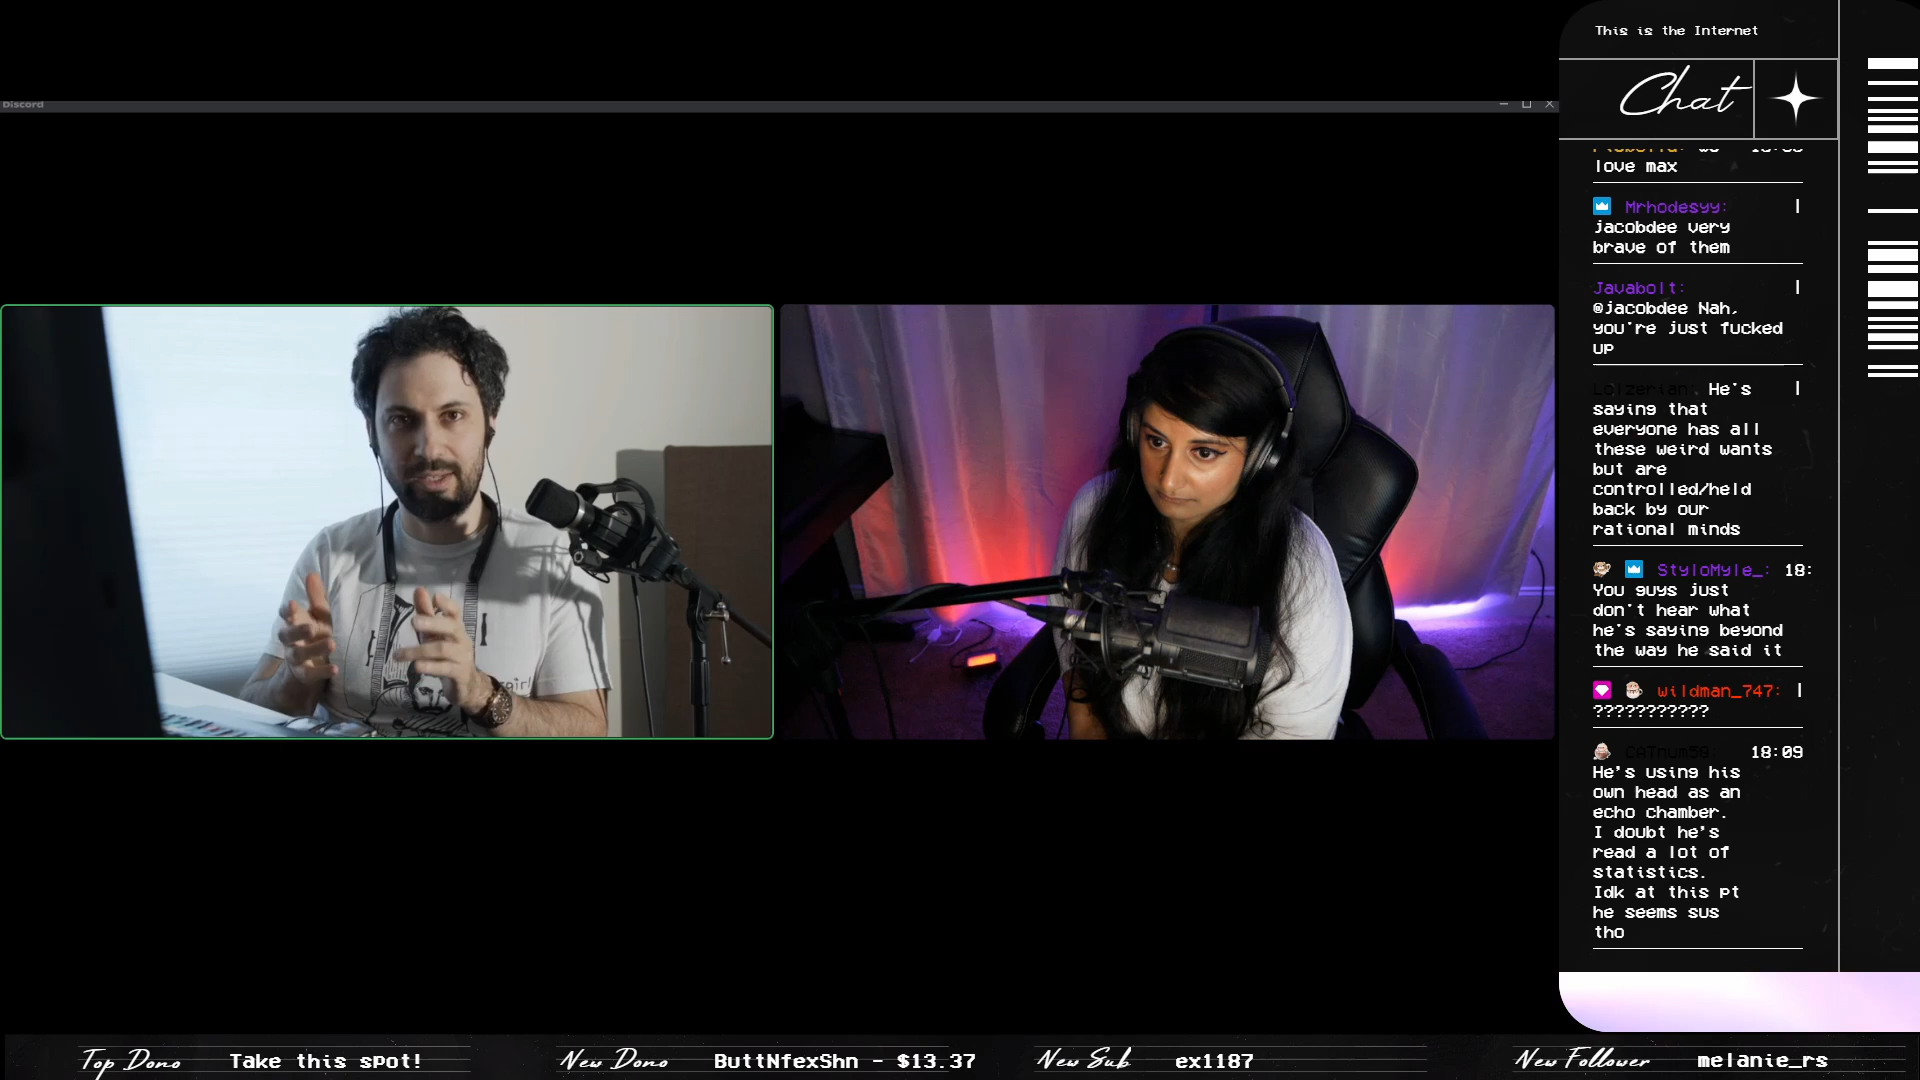 This is the Internet
Chat
Discord
love max
Mrhodesyy:
jacobdee very
brave of them
Javabolt:
@jacobdee Nah,
you're just fucked
up
Lolzerian: He's
saying that
everyone has all
these weird wants
but are
controlled/held
back by our
rational minds
StyloMyle_: 18:
You guys just
don't hear what
he's saying beyond
the way he said it
wildman_747:
???????????
CATnum50: 18:09
He's using his
own head as an
echo chamber.
I doubt he's
read a lot of
statistics.
Idk at this pt
he seems sus
tho
Top Dono Take this spot!
New Dono ButtNfexShn - $13.37
New Sub ex1187
New Follower melanie_rs